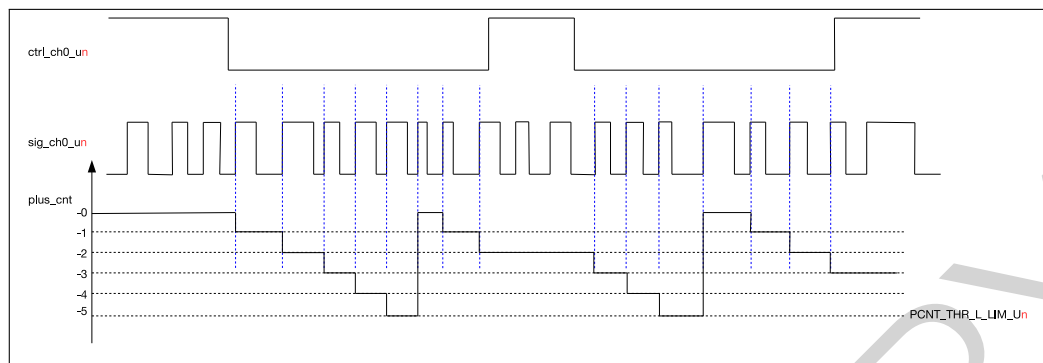 ctrl_ch0_un
sig_ch0_un
plus_cnt
-0
-1
-2
-3
-4
-5
PCNT_THR_L_LIM_Un